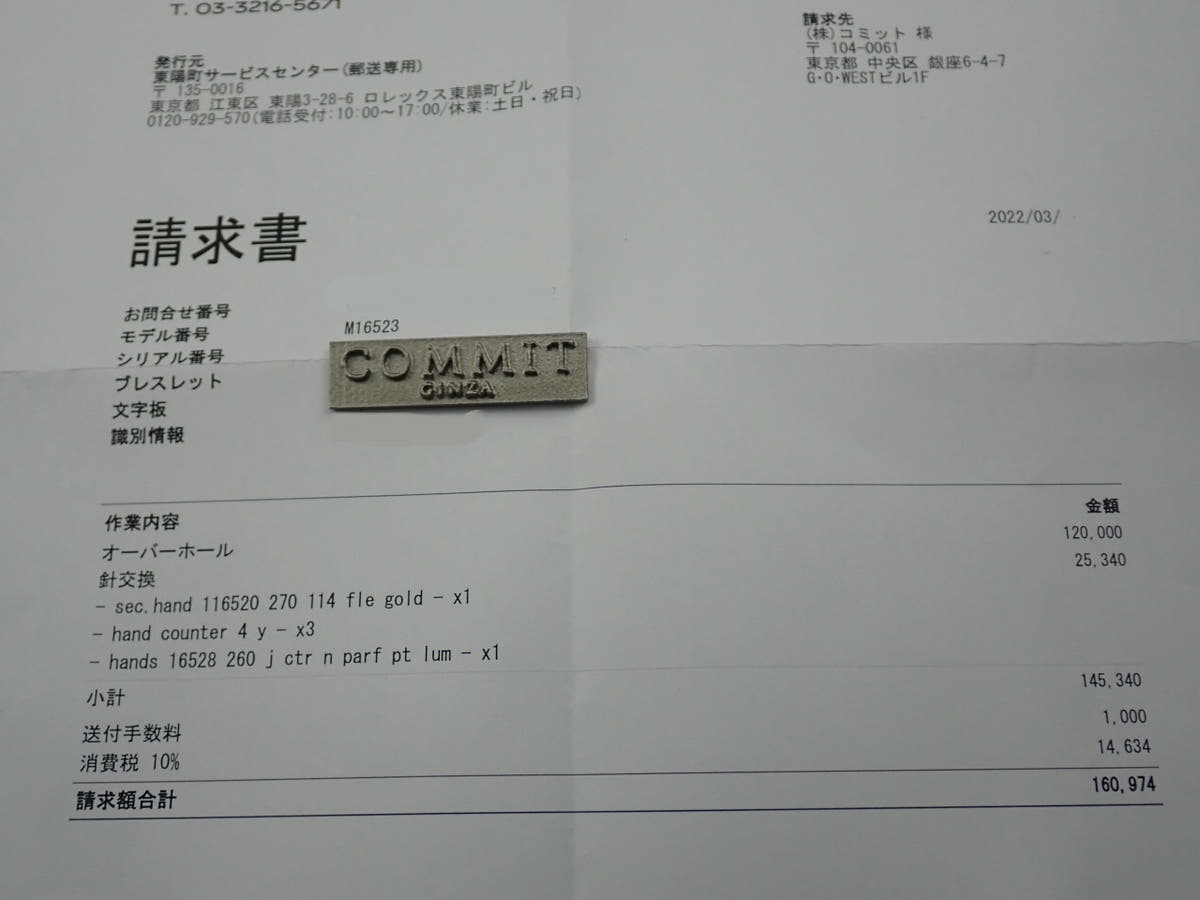 T. 03-3216-5671
発行元
東陽町サービスセンター(郵送専用)
〒 135-0016
東京都 江東区 東陽3-28-6 ロレックス東陽町ビル
0120-929-570(電話受付:10:00～17:00/休業:土日・祝日)
請求先
(株)コミット 様
〒 104-0061
東京都 中央区 銀座6-4-7
G・O・WESTビル1F
請求書
2022/03/
お問合せ番号
モデル番号 M16523
シリアル番号
ブレスレット
文字板
識別情報
COMMIT
GINZA
作業内容 金額
オーバーホール 120,000
針交換 25,340
- sec.hand 116520 270 114 fle gold - x1
- hand counter 4 y - x3
- hands 16528 260 j ctr n parf pt lum - x1
小計 145,340
送付手数料 1,000
消費税 10% 14,634
請求額合計 160,974